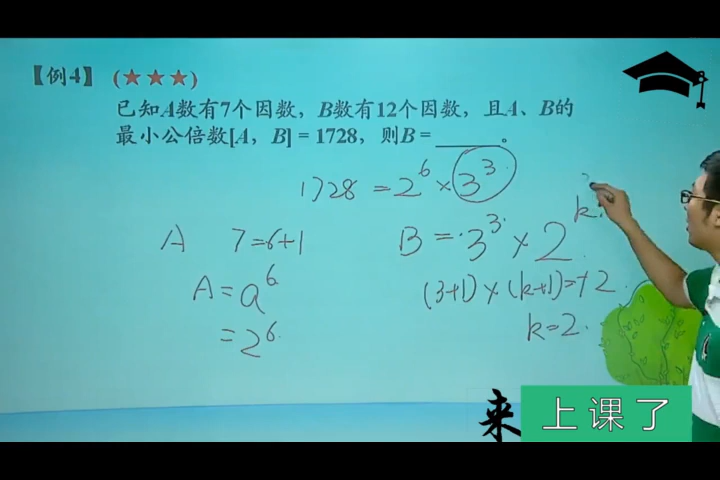 【例4】 (★★★)
已知A数有7个因数，B数有12个因数，且A、B的
最小公倍数[A，B]=1728，则B=______。
1728 = 2⁶ × 3³
A 7=6+1
A = a⁶
= 2⁶
B = 3³ × 2ᵏ
(3+1) × (k+1) = 12
k=2
来 上课了